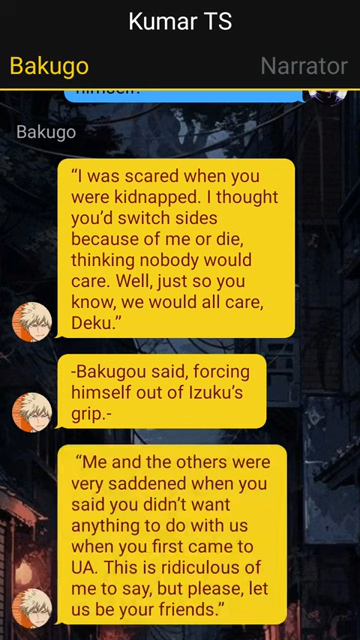 Kumar TS
Bakugo
Narrator
himself?
Bakugo
“I was scared when you
were kidnapped. I thought
you’d switch sides
because of me or die,
thinking nobody would
care. Well, just so you
know, we would all care,
Deku.”
-Bakugou said, forcing
himself out of Izuku’s
grip.-
“Me and the others were
very saddened when you
said you didn’t want
anything to do with us
when you first came to
UA. This is ridiculous of
me to say, but please, let
us be your friends.”